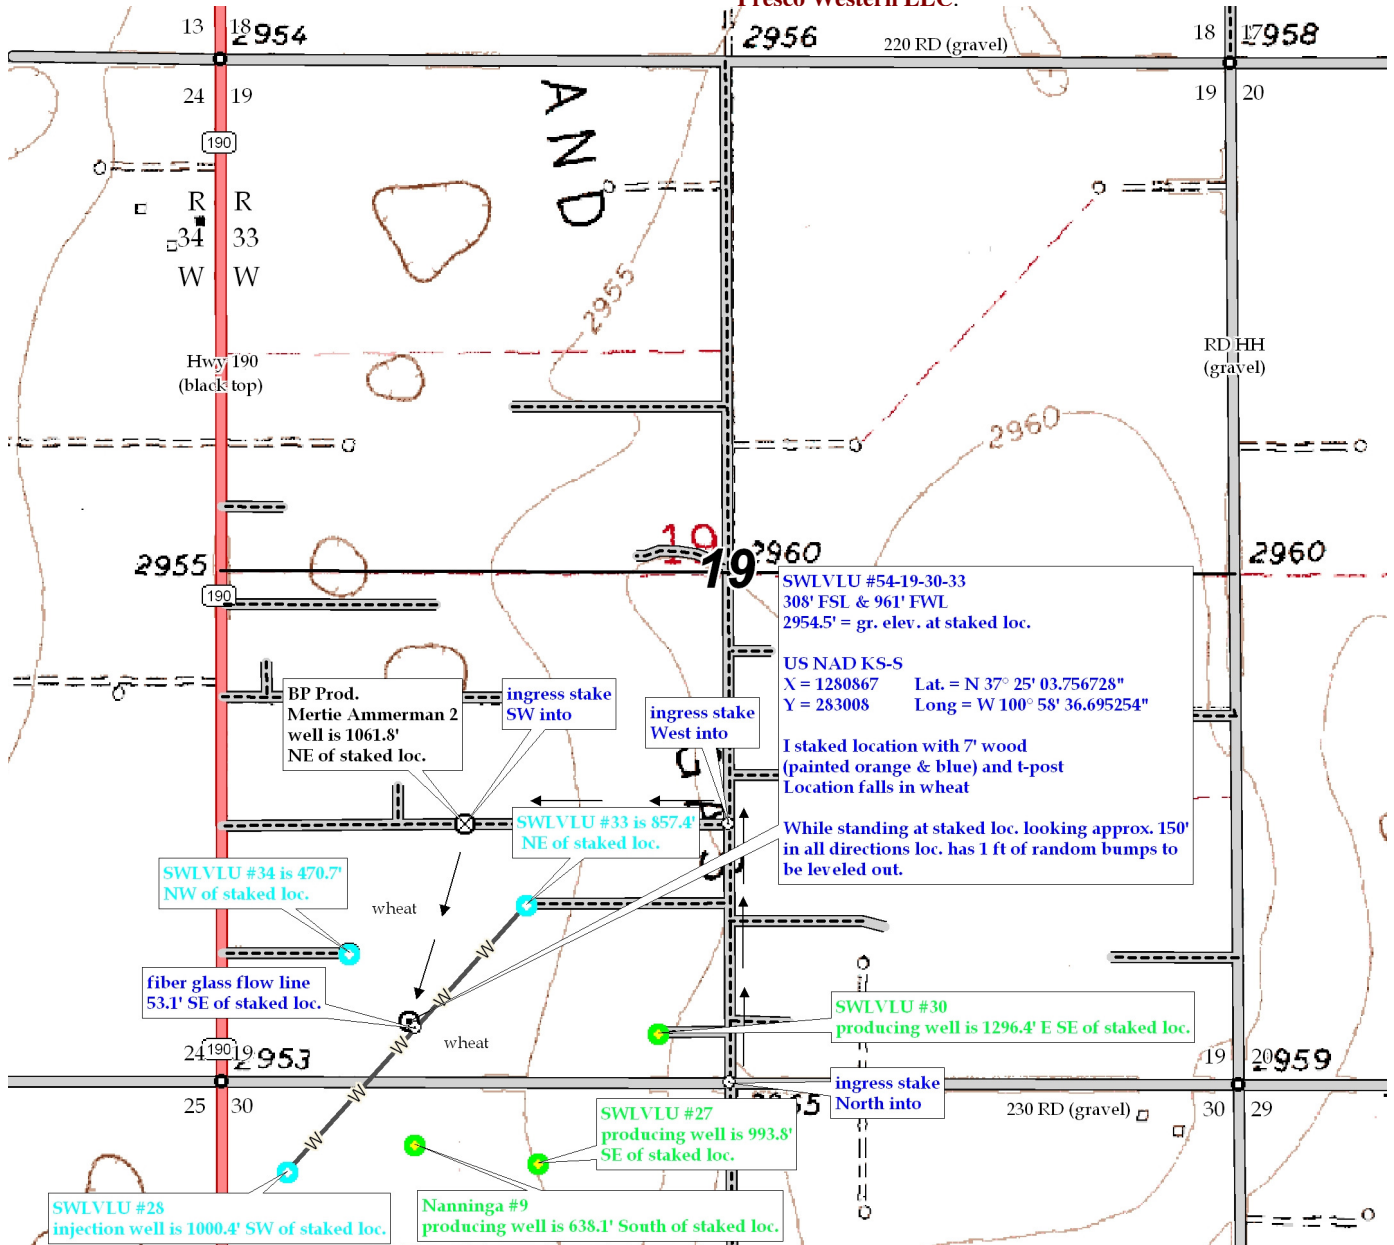 Presco Western LLC.
13
18
2954
2956
220 RD (gravel)
18
17
2958
24
19
19
20
190
AND
R
R
34
33
W
W
2955
Hwy 190
(black top)
RD HH
(gravel)
2960
19
2955
19
2960
2960
190
SWLVLU #54-19-30-33
308' FSL & 961' FWL
2954.5' = gr. elev. at staked loc.
US NAD KS-S
X = 1280867 Lat. = N 37° 25' 03.756728"
Y = 283008 Long = W 100° 58' 36.695254"
I staked location with 7' wood
(painted orange & blue) and t-post
Location falls in wheat
While standing at staked loc. looking approx. 150'
in all directions loc. has 1 ft of random bumps to
be leveled out.
BP Prod.
Mertie Ammerman 2
well is 1061.8'
NE of staked loc.
ingress stake
SW into
ingress stake
West into
SWLVLU #33 is 857.4'
NE of staked loc.
SWLVLU #34 is 470.7'
NW of staked loc.
wheat
W
W
fiber glass flow line
53.1' SE of staked loc.
wheat
W
SWLVLU #30
producing well is 1296.4' E SE of staked loc.
24
190
19
2953
19
20
2959
ingress stake
North into
25
30
W
230 RD (gravel)
30
29
SWLVLU #27
producing well is 993.8'
SE of staked loc.
W
SWLVLU #28
injection well is 1000.4' SW of staked loc.
Nanninga #9
producing well is 638.1' South of staked loc.